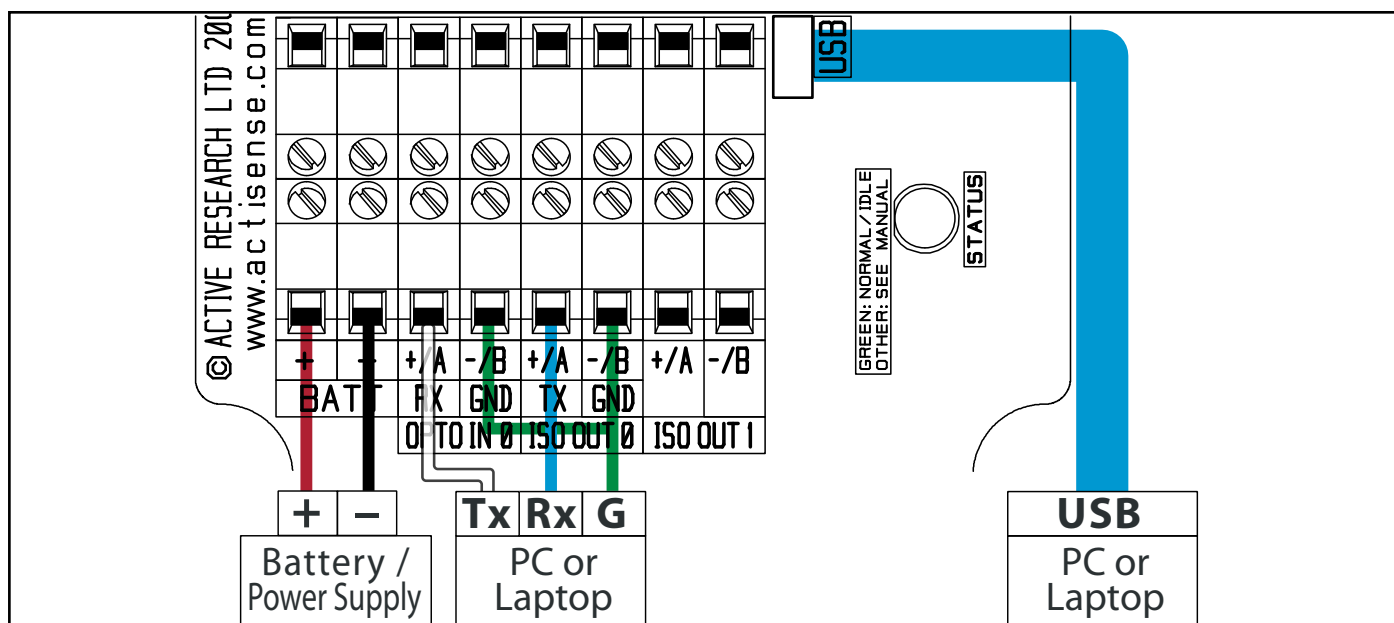 © ACTIVE RESEARCH LTD
www.actisense.com
USB
GREEN: NORMAL/IDLE
OTHER: SEE MANUAL
STATUS
+ - +/A -/B +/A -/B +/A -/B
BATT RX GND TX GND
OPTO IN 0 ISO OUT 0 ISO OUT 1
+ − Tx Rx G USB
Battery / Power Supply
PC or Laptop
PC or Laptop